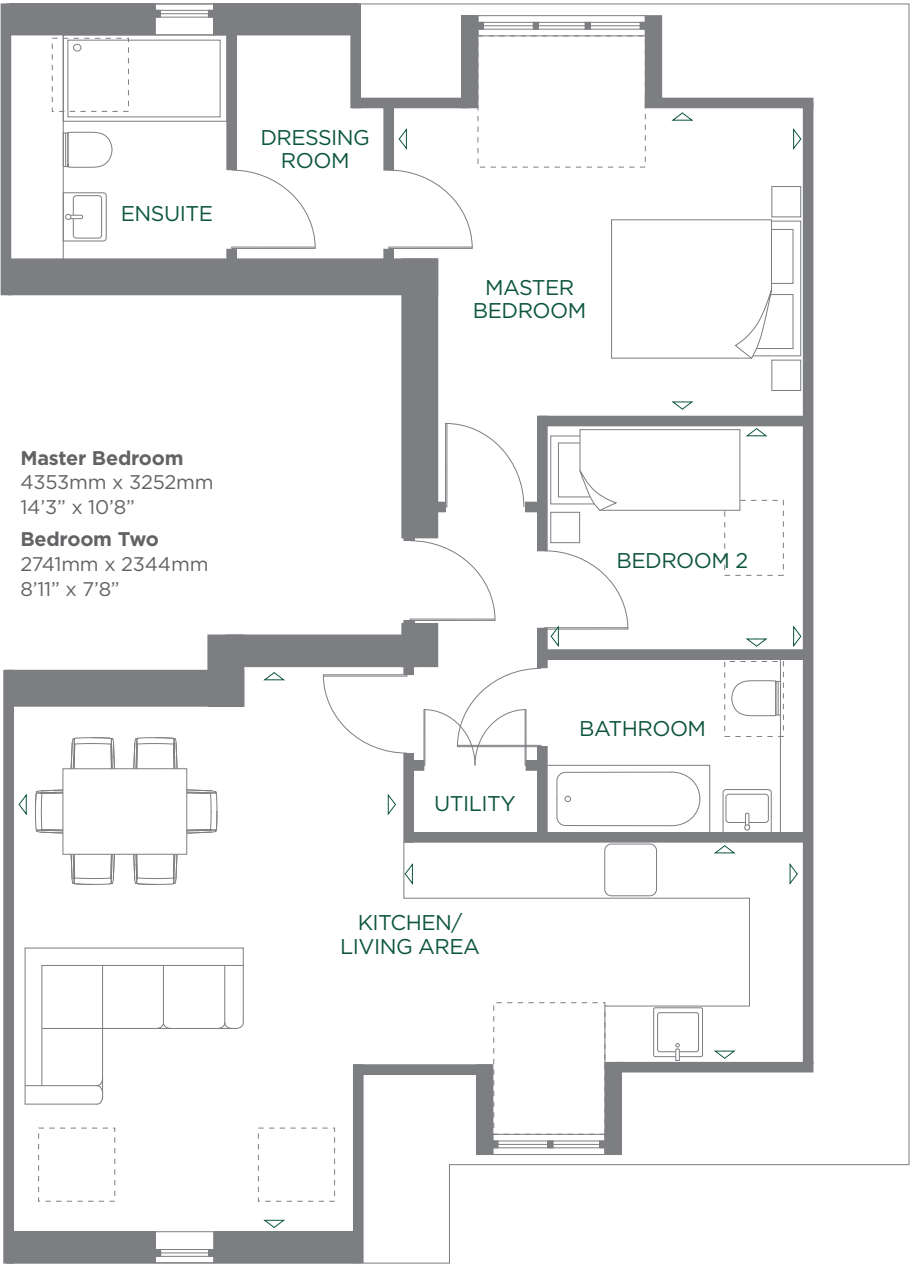 DRESSING
ROOM
ENSUITE
MASTER
BEDROOM
Master Bedroom
4353mm x 3252mm
14’3” x 10’8”
Bedroom Two
2741mm x 2344mm
8’11” x 7’8”
BEDROOM 2
BATHROOM
UTILITY
KITCHEN/
LIVING AREA